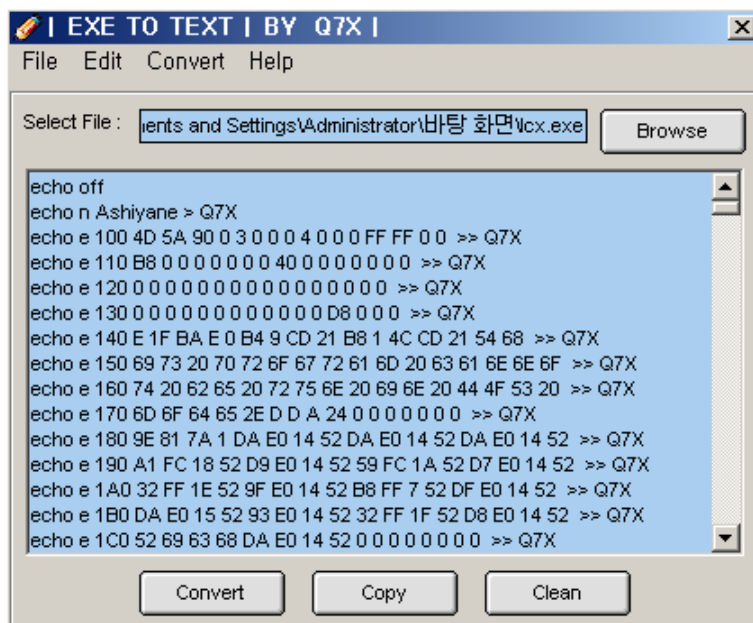 | EXE TO TEXT | BY Q7X |
File Edit Convert Help
Select File : ents and Settings\Administrator\바탕 화면\lcx.exe Browse
echo off
echo n Ashiyane > Q7X
echo e 100 4D 5A 90 0 3 0 0 0 4 0 0 0 FF FF 0 0 >> Q7X
echo e 110 B8 0 0 0 0 0 0 0 40 0 0 0 0 0 0 0 >> Q7X
echo e 120 0 0 0 0 0 0 0 0 0 0 0 0 0 0 0 0 >> Q7X
echo e 130 0 0 0 0 0 0 0 0 0 0 0 0 D8 0 0 0 >> Q7X
echo e 140 E 1F BA E 0 B4 9 CD 21 B8 1 4C CD 21 54 68 >> Q7X
echo e 150 69 73 20 70 72 6F 67 72 61 6D 20 63 61 6E 6E 6F >> Q7X
echo e 160 74 20 62 65 20 72 75 6E 20 69 6E 20 44 4F 53 20 >> Q7X
echo e 170 6D 6F 64 65 2E D D A 24 0 0 0 0 0 0 0 >> Q7X
echo e 180 9E 81 7A 1 DA E0 14 52 DA E0 14 52 DA E0 14 52 >> Q7X
echo e 190 A1 FC 18 52 D9 E0 14 52 59 FC 1A 52 D7 E0 14 52 >> Q7X
echo e 1A0 32 FF 1E 52 9F E0 14 52 B8 FF 7 52 DF E0 14 52 >> Q7X
echo e 1B0 DA E0 15 52 93 E0 14 52 32 FF 1F 52 D8 E0 14 52 >> Q7X
echo e 1C0 52 69 63 68 DA E0 14 52 0 0 0 0 0 0 0 0 >> Q7X
Convert Copy Clean